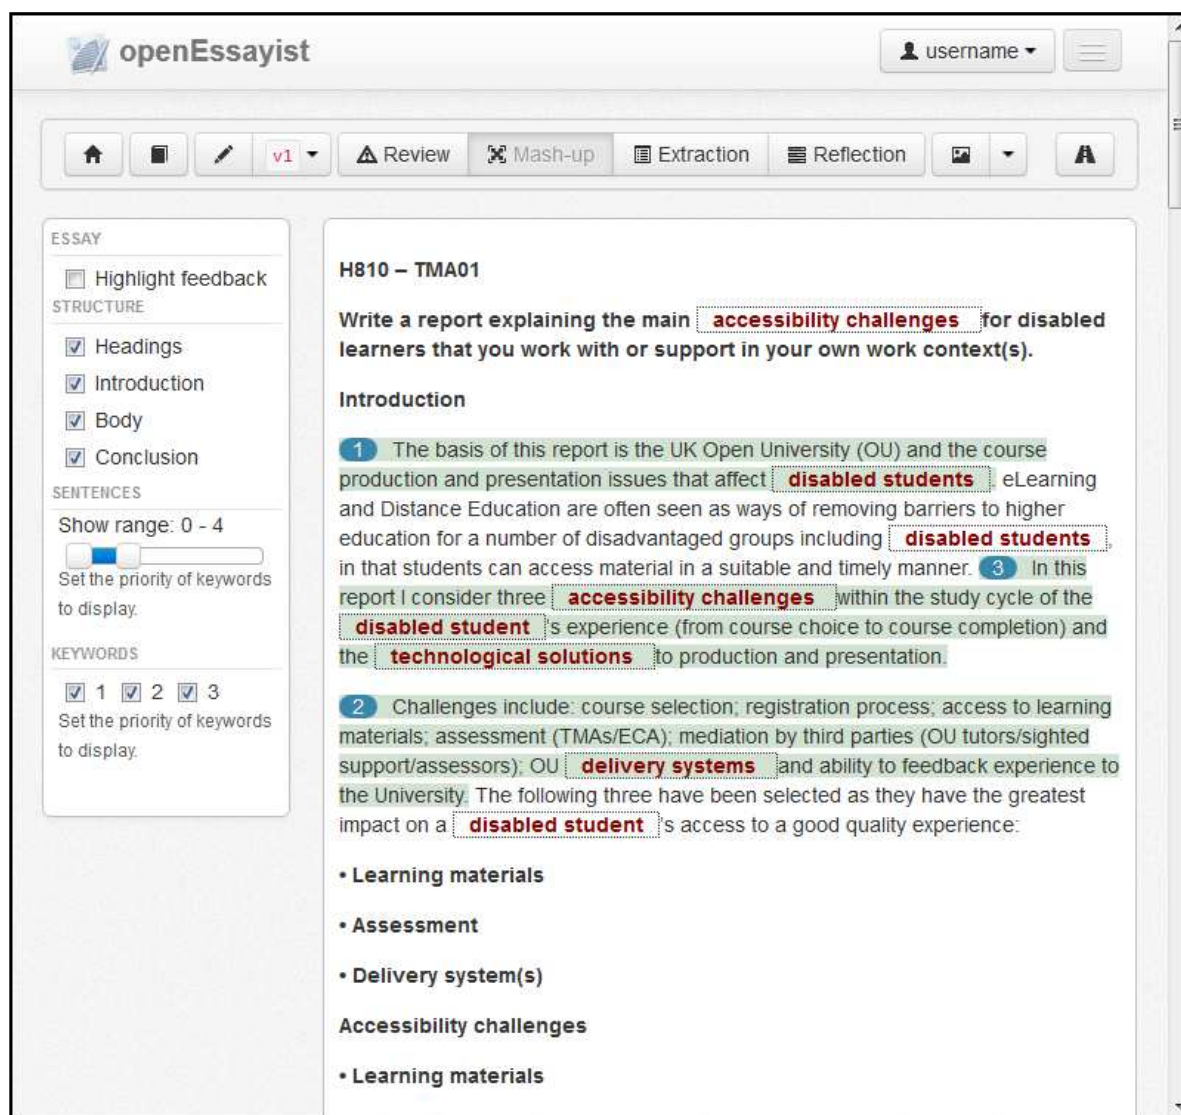 openEssayist
username
v1
Review
Mash-up
Extraction
Reflection
ESSAY
Highlight feedback
STRUCTURE
Headings
Introduction
Body
Conclusion
SENTENCES
Show range: 0 - 4
Set the priority of keywords
to display.
KEYWORDS
1 2 3
Set the priority of keywords
to display.
H810 – TMA01
Write a report explaining the main accessibility challenges for disabled
learners that you work with or support in your own work context(s).
Introduction
1 The basis of this report is the UK Open University (OU) and the course
production and presentation issues that affect disabled students. eLearning
and Distance Education are often seen as ways of removing barriers to higher
education for a number of disadvantaged groups including disabled students,
in that students can access material in a suitable and timely manner. 3 In this
report I consider three accessibility challenges within the study cycle of the
disabled student's experience (from course choice to course completion) and
the technological solutions to production and presentation.
2 Challenges include: course selection; registration process; access to learning
materials; assessment (TMAs/ECA); mediation by third parties (OU tutors/sighted
support/assessors); OU delivery systems and ability to feedback experience to
the University. The following three have been selected as they have the greatest
impact on a disabled student's access to a good quality experience:
• Learning materials
• Assessment
• Delivery system(s)
Accessibility challenges
• Learning materials